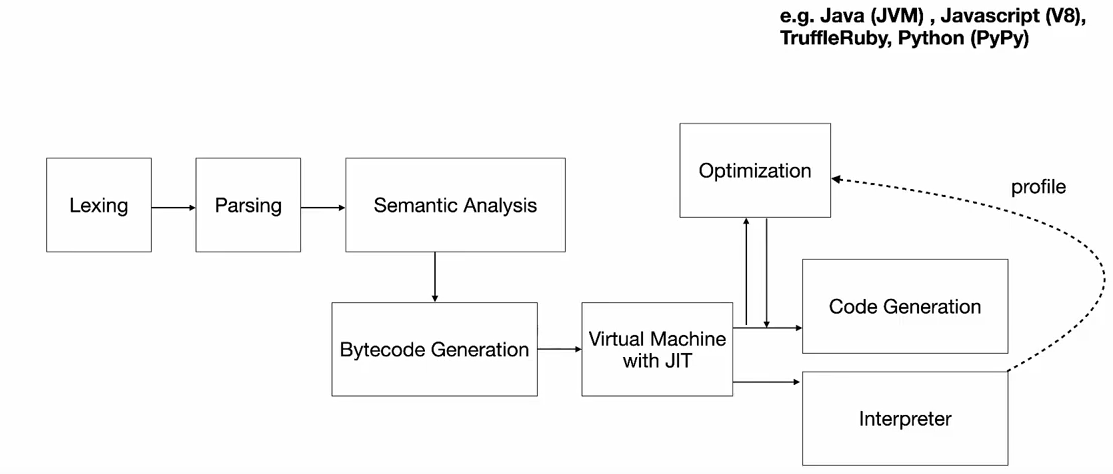 e.g. Java (JVM) , Javascript (V8),
TruffleRuby, Python (PyPy)
Optimization
profile
Lexing
Parsing
Semantic Analysis
Code Generation
Bytecode Generation
Virtual Machine
with JIT
Interpreter